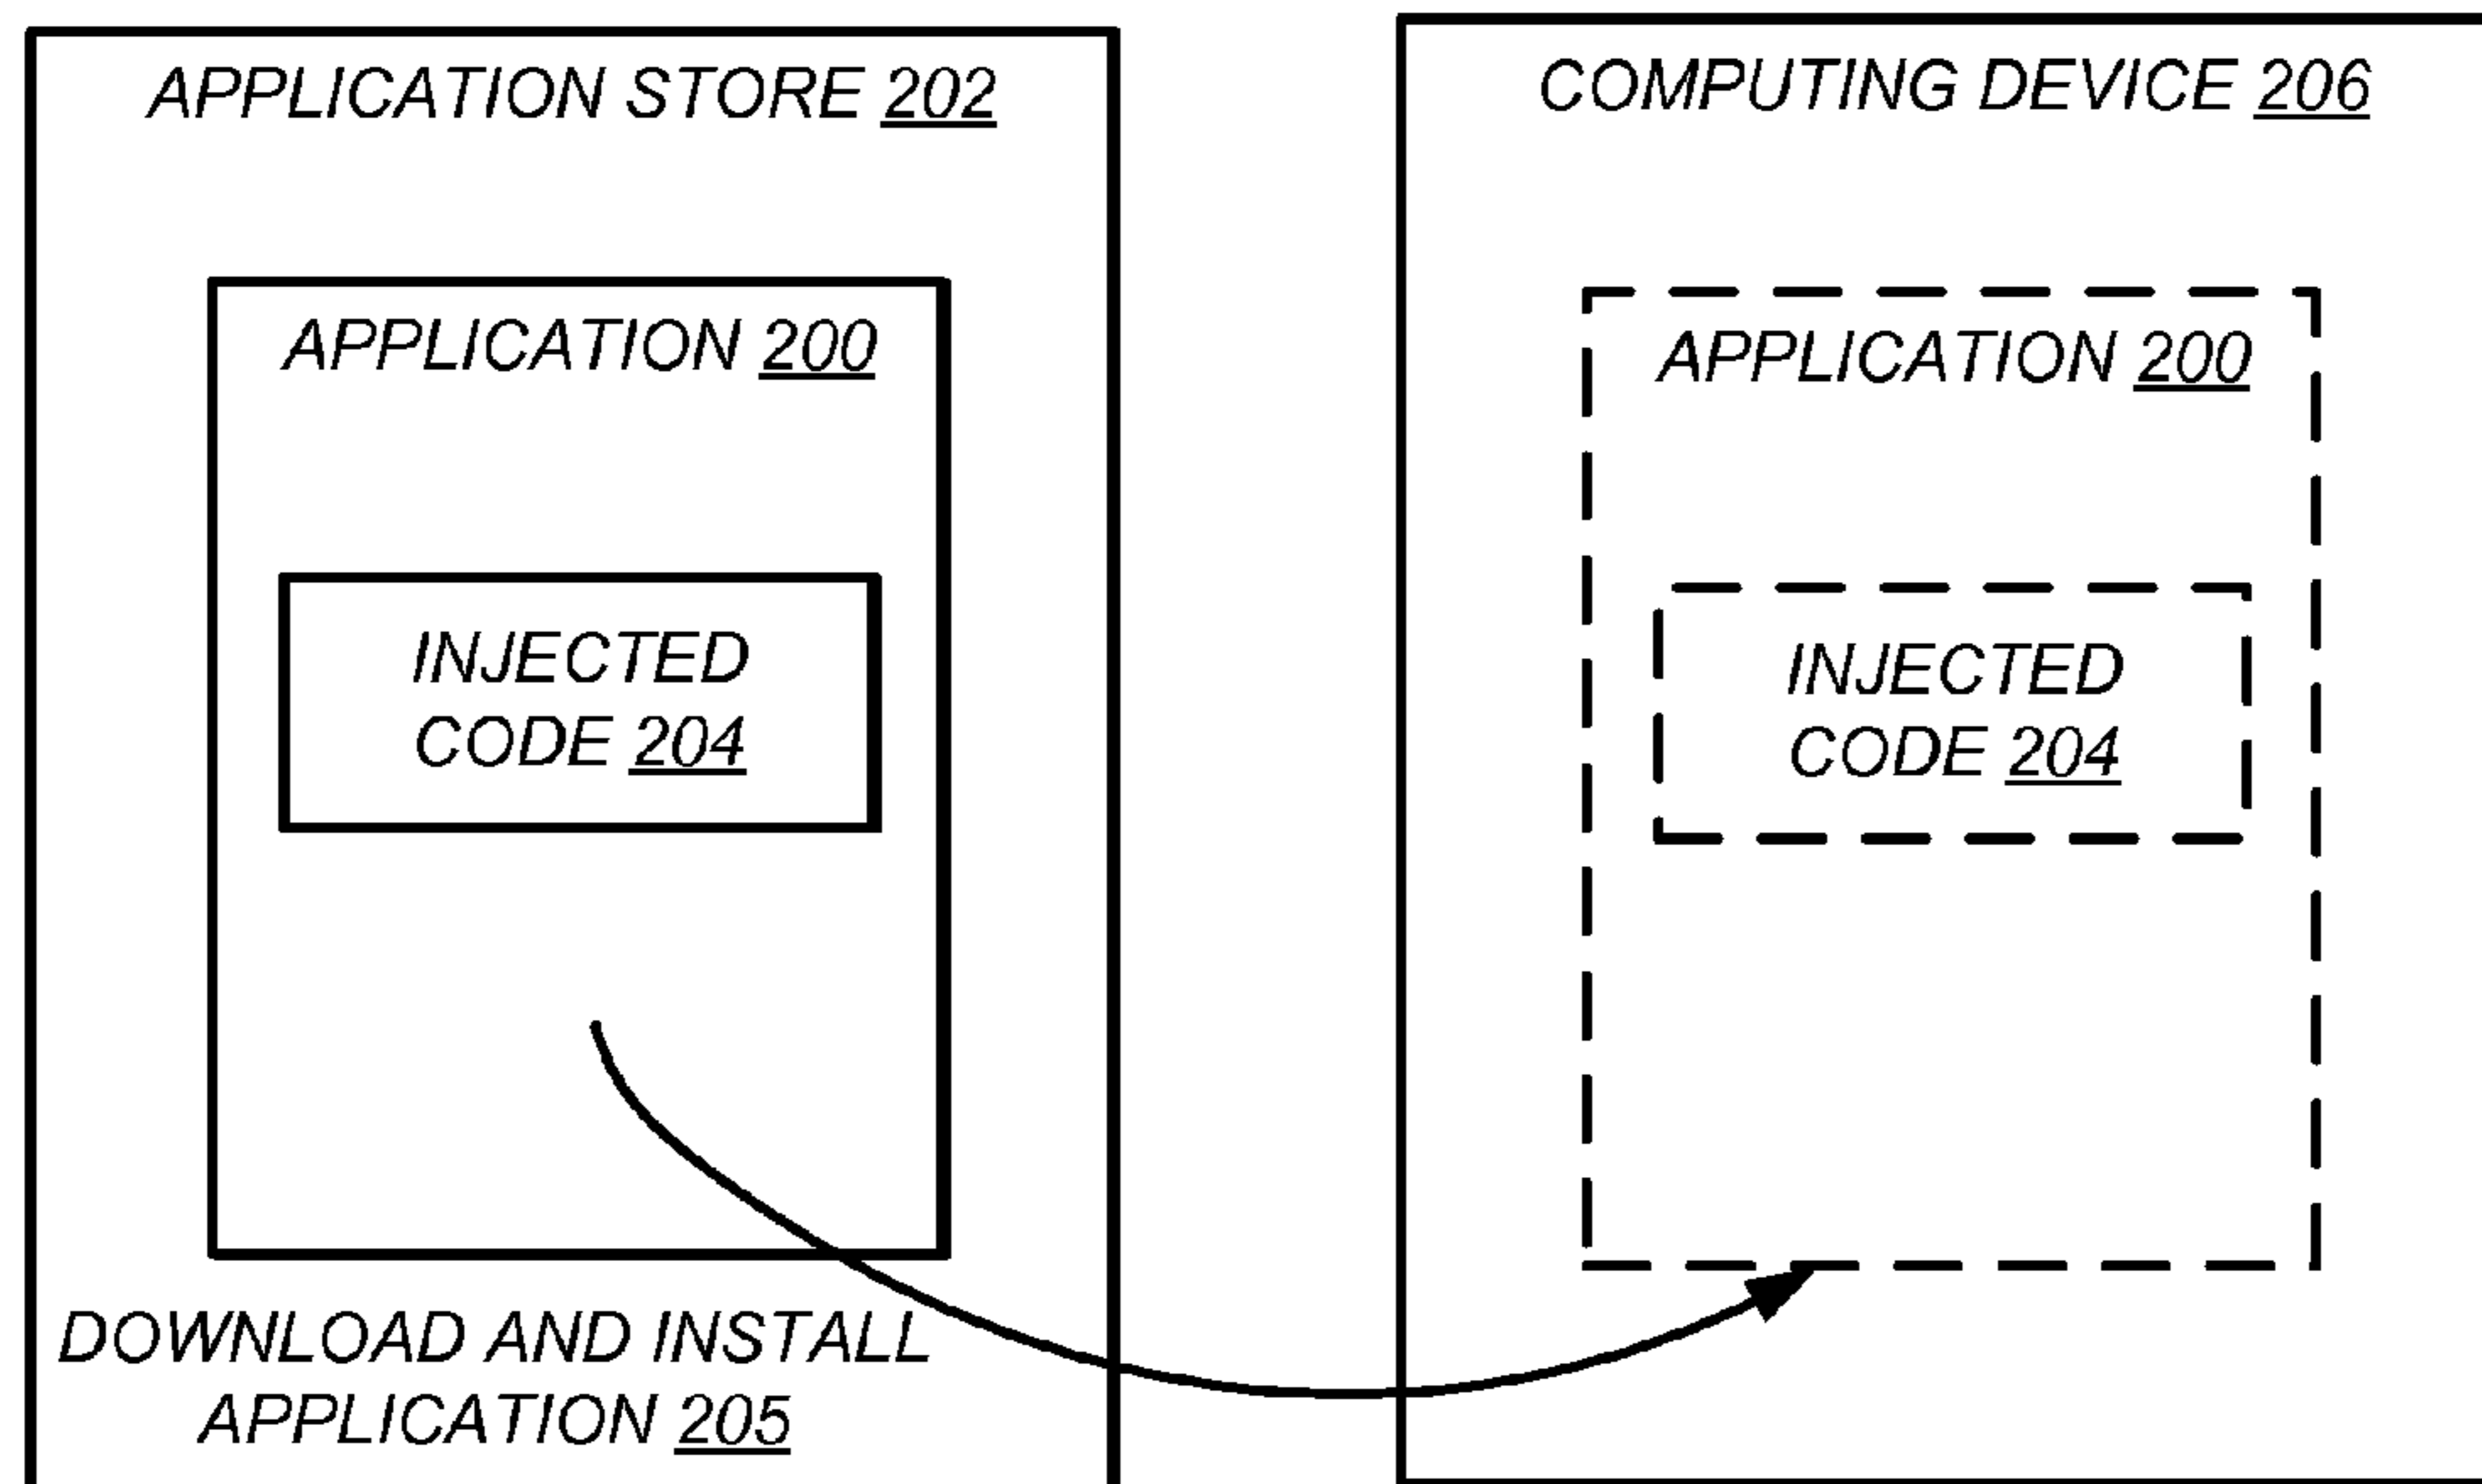 APPLICATION STORE 202
APPLICATION 200
INJECTED
CODE 204
DOWNLOAD AND INSTALL
APPLICATION 205
COMPUTING DEVICE 206
APPLICATION 200
INJECTED
CODE 204